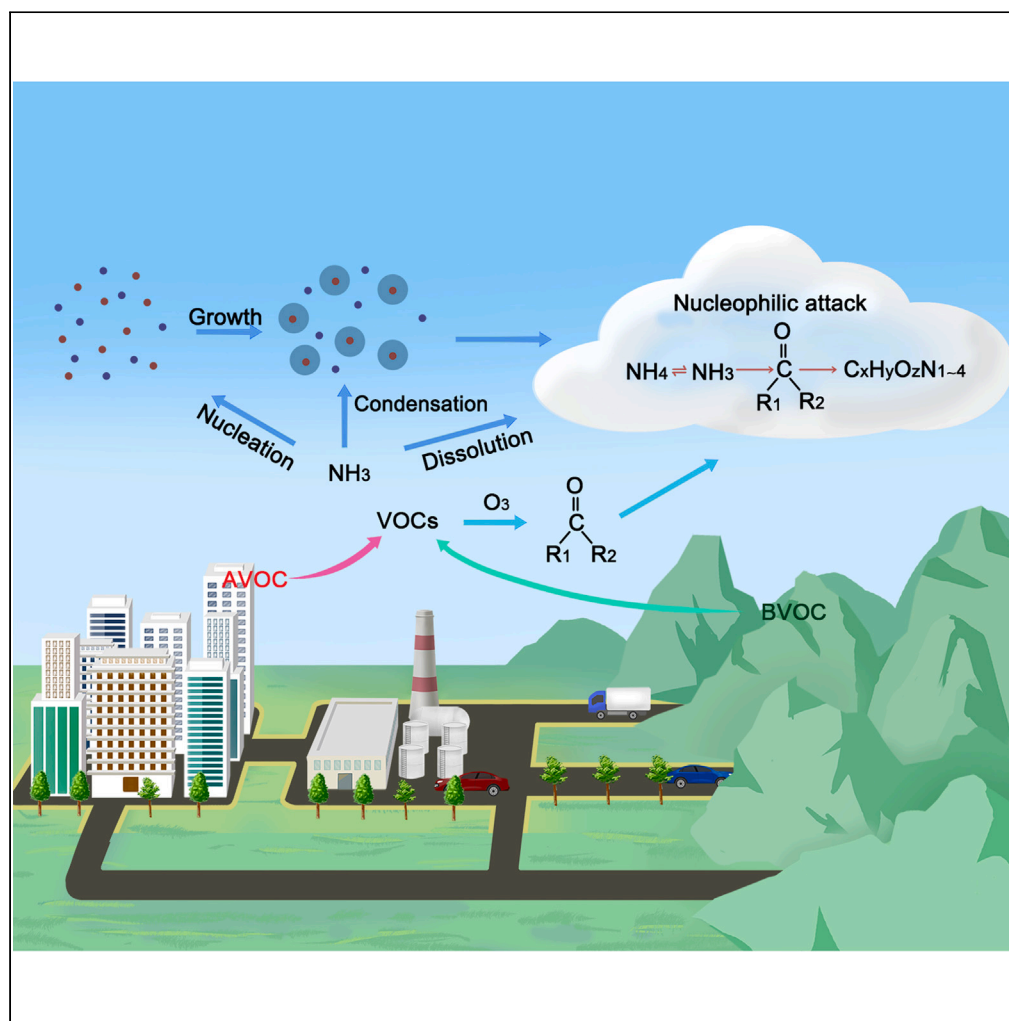 Nucleophilic attack
O
Growth
NH4 ⇌ NH3 → C → CxHyOzN1~4
R1 R2
Condensation
Nucleation
Dissolution
NH3
O
O3
VOCs
C
R1 R2
AVOC
BVOC